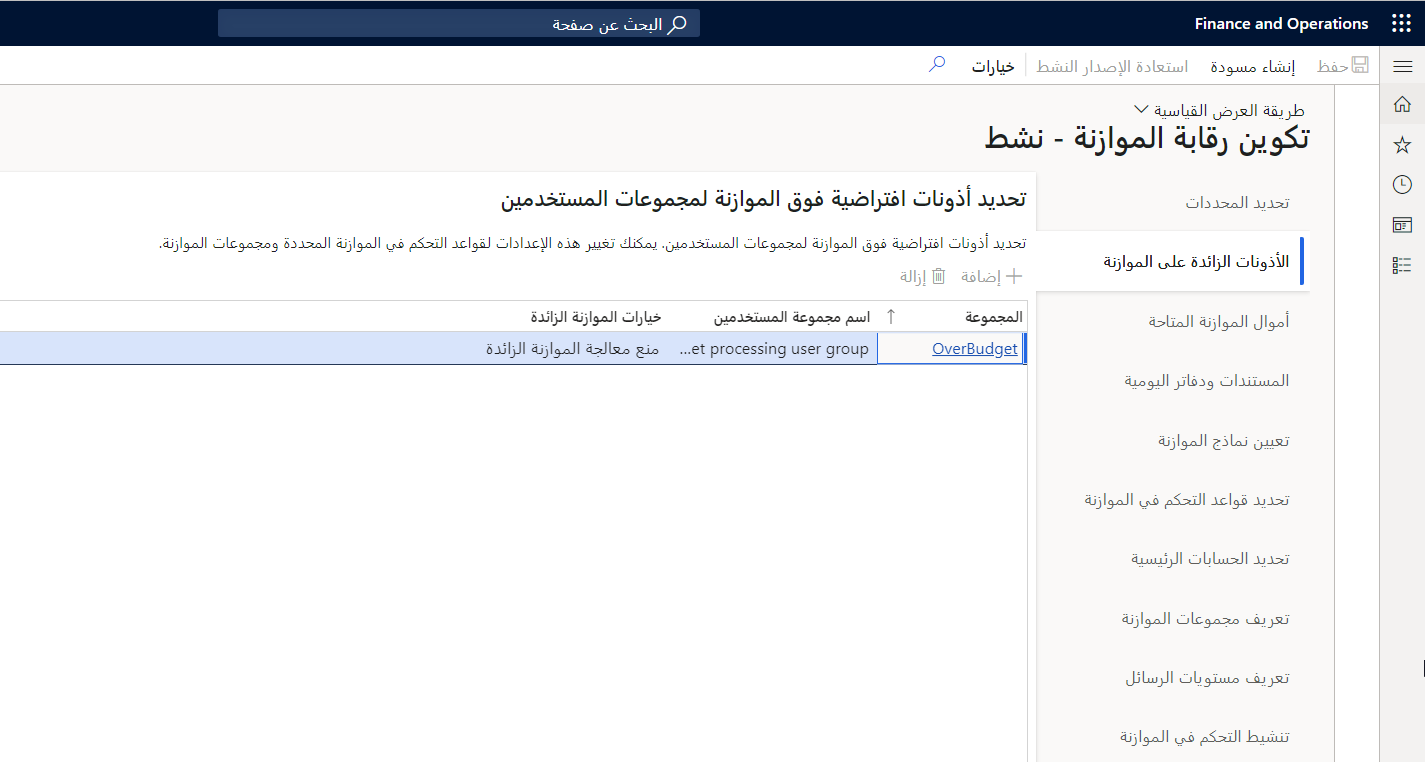 Finance and Operations
البحث عن صفحة
حفظ
إنشاء مسودة
استعادة الإصدار النشط
خيارات
طريقة العرض القياسية
تكوين رقابة الموازنة - نشط
تحديد المحددات
الأذونات الزائدة على الموازنة
أموال الموازنة المتاحة
المستندات ودفاتر اليومية
تعيين نماذج الموازنة
تحديد قواعد التحكم في الموازنة
تحديد الحسابات الرئيسية
تعريف مجموعات الموازنة
تعريف مستويات الرسائل
تنشيط التحكم في الموازنة
تحديد أذونات افتراضية فوق الموازنة لمجموعات المستخدمين
تحديد أذونات افتراضية فوق الموازنة لمجموعات المستخدمين. يمكنك تغيير هذه الإعدادات لقواعد التحكم في الموازنة المحددة ومجموعات الموازنة.
إضافة
إزالة
المجموعة
اسم مجموعة المستخدمين
خيارات الموازنة الزائدة
OverBudget
...et processing user group
منع معالجة الموازنة الزائدة